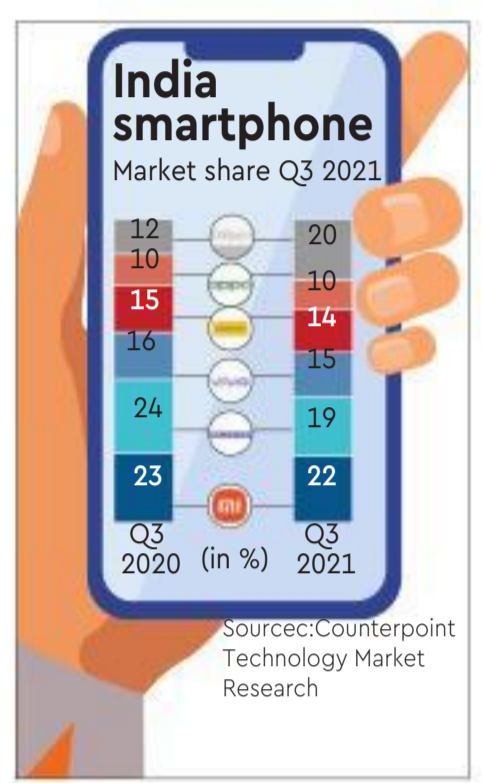 India
smartphone
Market share Q3 2021
12
20
10
10
15
14
16
15
24
19
23
22
mi
Q3
2020
(in %)
Q3
2021
Sourcec:Counterpoint
Technology Market
Research